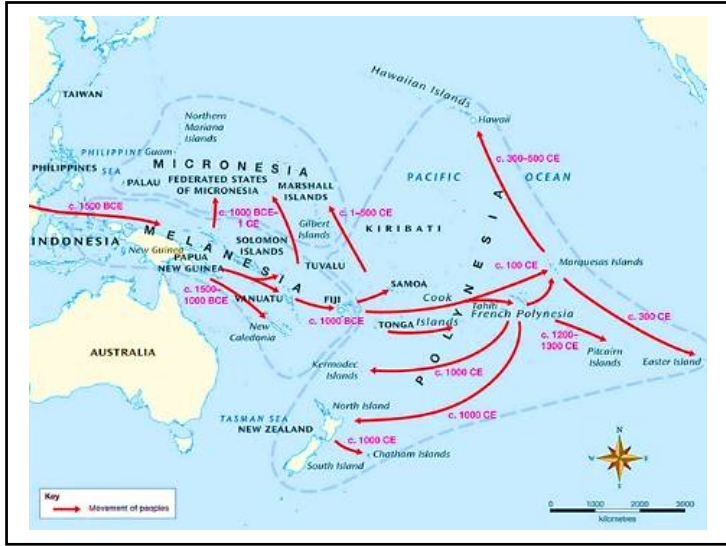 Hawaiian Islands
Hawaii
TAIWAN
Northern
Mariana
Islands
PHILIPPINE
SEA
Guam
PHILIPPINES
MICRONESIA
PALAU
FEDERATED STATES
OF MICRONESIA
MARSHALL
ISLANDS
c. 300–500 CE
PACIFIC OCEAN
c. 1500 BCE
c. 1000 BCE–
1 CE
c. 1–500 CE
Gilbert
Islands
KIRIBATI
POLYNESIA
INDONESIA
MELANESIA
New Guinea
PAPUA
NEW GUINEA
SOLOMON
ISLANDS
TUVALU
c. 100 CE
Marquesas Islands
c. 1500–
1000 BCE
VANUATU
FIJI
SAMOA
c. 1000 BCE
Cook
Islands
Tahiti
French Polynesia
TONGA
New
Caledonia
c. 300 CE
c. 1200–
1300 CE
Pitcairn
Islands
Easter Island
AUSTRALIA
Kermodec
Islands
c. 1000 CE
North Island
c. 1000 CE
TASMAN SEA
NEW ZEALAND
c. 1000 CE
Chatham Islands
South Island
N
W
E
S
Key
Movement of peoples
0 1000 2000 3000
kilometres